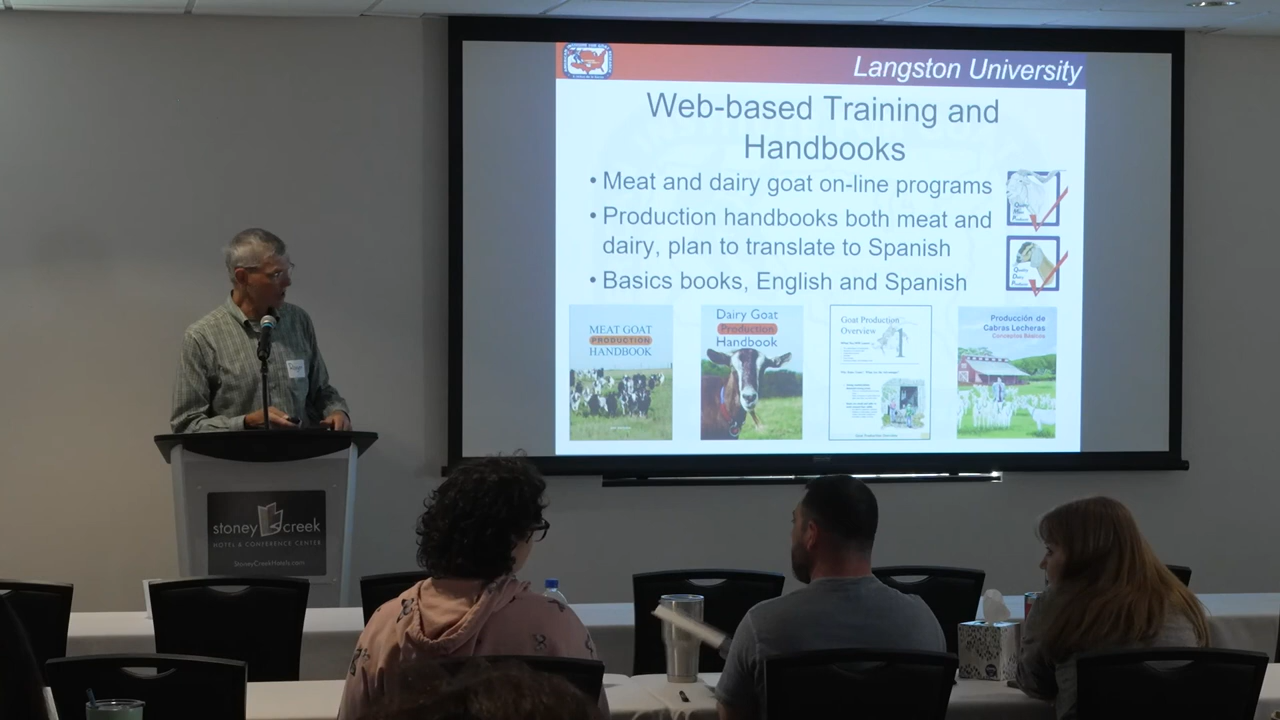 Langston University
Web-based Training and
Handbooks
• Meat and dairy goat on-line programs
• Production handbooks both meat and
dairy, plan to translate to Spanish
• Basics books, English and Spanish
MEAT GOAT
PRODUCTION
HANDBOOK
Dairy Goat
Production
Handbook
Goat Production
Overview
Producción de
Cabras Lecheras
Conceptos Básicos
stoney creek
HOTEL & CONFERENCE CENTER
StoneyCreekHotels.com